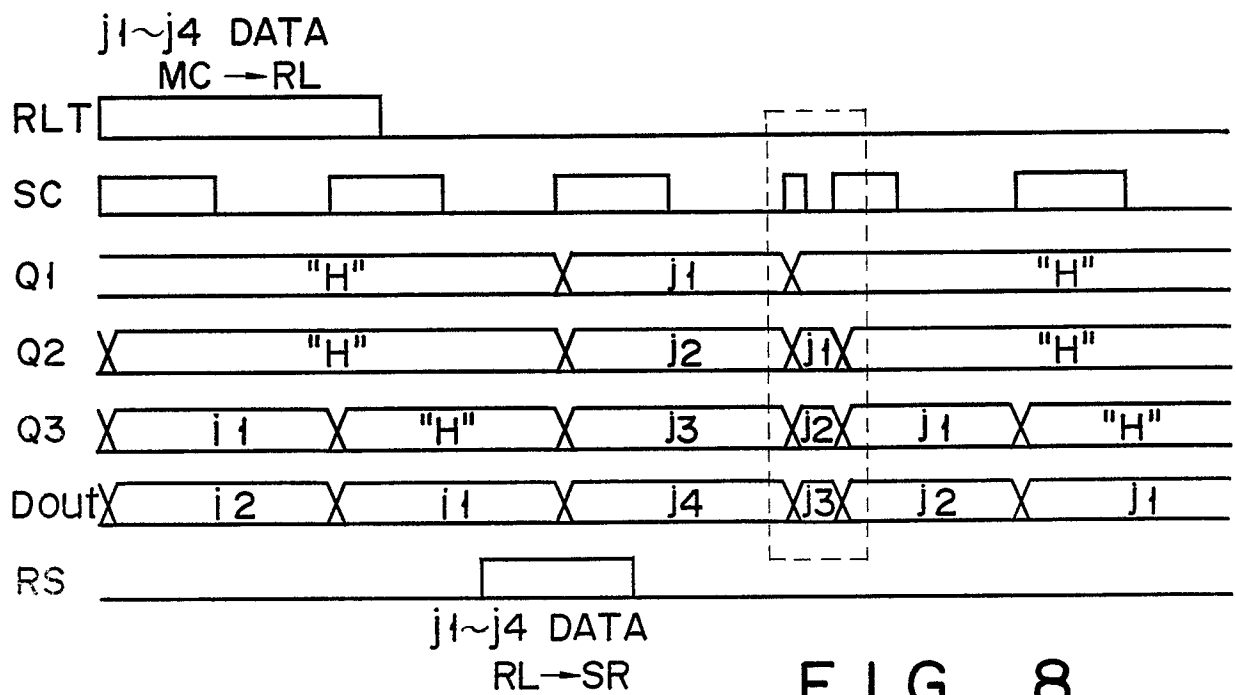 j1~j4 DATA
MC → RL
RLT
SC
Q1 "H" j1 "H"
Q2 "H" j2 j1 "H"
Q3 i1 "H" j3 j2 j1 "H"
Dout i2 i1 j4 j3 j2 j1
RS
j1~j4 DATA
RL → SR
FIG. 8